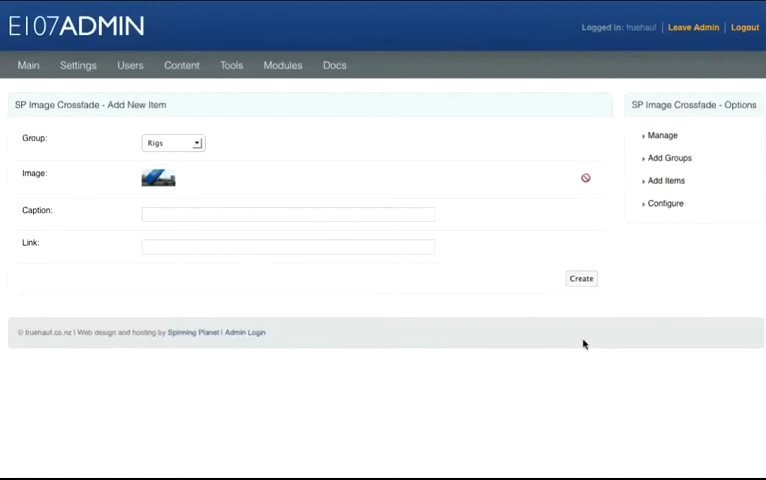 E107ADMIN
Logged in: fruehauf | Leave Admin | Logout
Main Settings Users Content Tools Modules Docs
SP Image Crossfade - Add New Item
Group:
Rigs
Image:
Caption:
Link:
Create
SP Image Crossfade - Options
Manage
Add Groups
Add Items
Configure
© fruehauf.co.nz | Web design and hosting by Spinning Planet | Admin Login